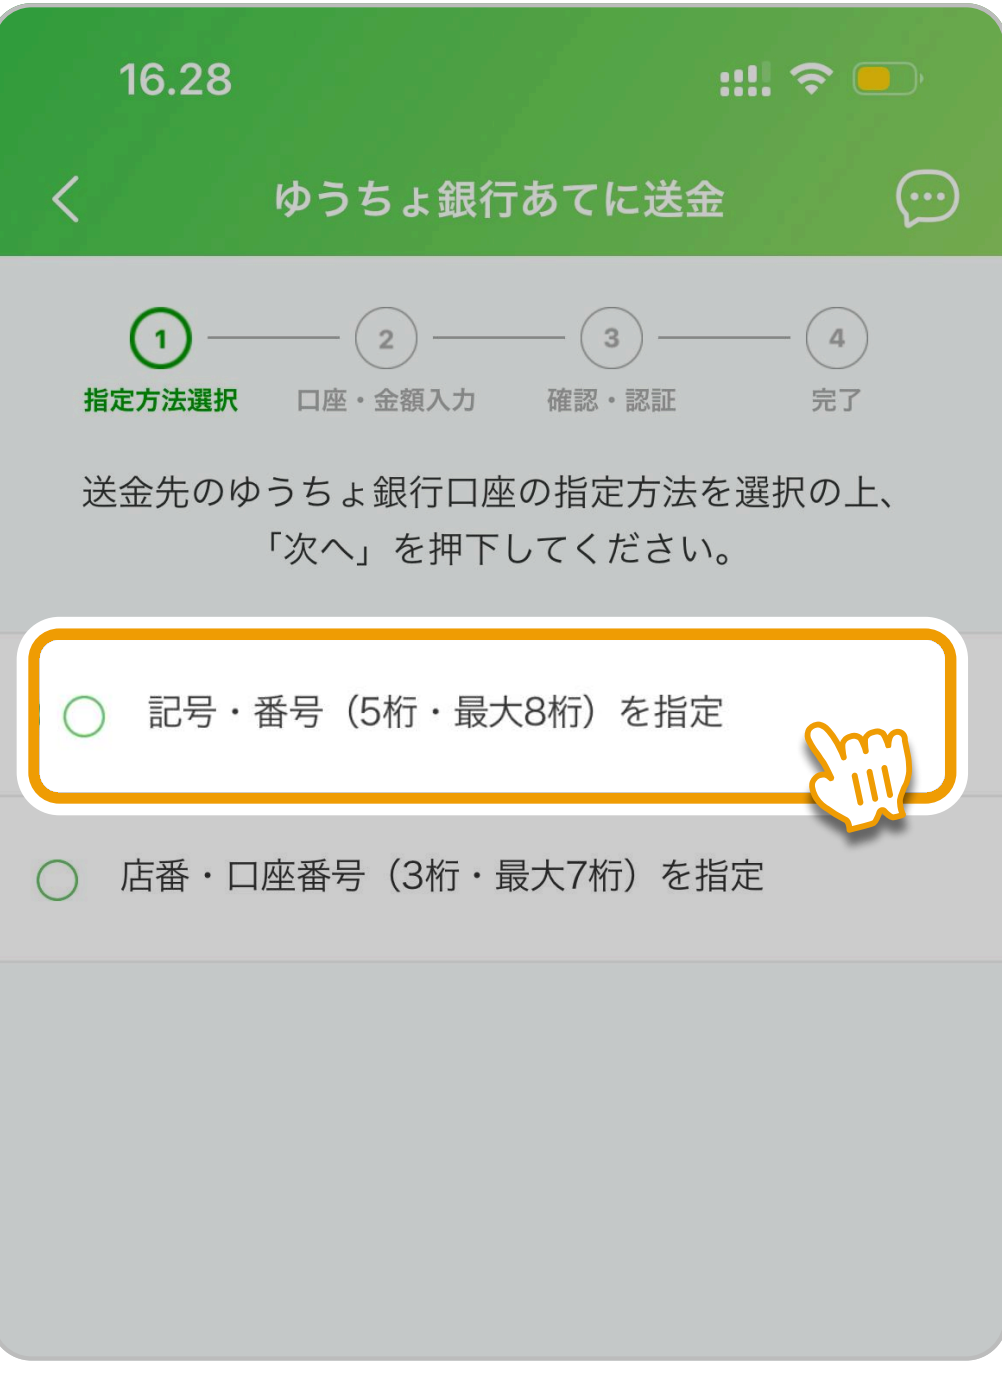 16.28
ゆうちょ銀行あてに送金
1 2 3 4
指定方法選択 口座・金額入力 確認・認証 完了
送金先のゆうちょ銀行口座の指定方法を選択の上、
「次へ」を押下してください。
記号・番号（5桁・最大8桁）を指定
店番・口座番号（3桁・最大7桁）を指定